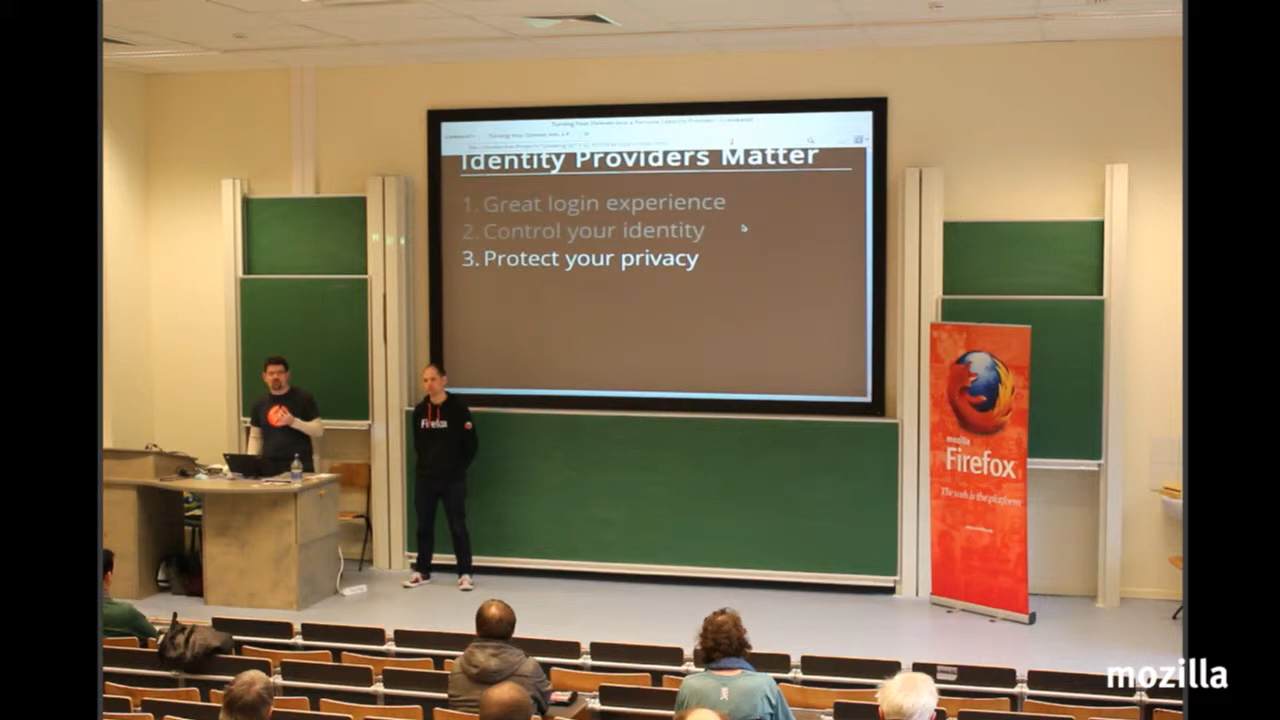 Identity Providers Matter
1. Great login experience
2. Control your identity
3. Protect your privacy
Firefox
mozilla
Firefox
The web is the platform
mozilla